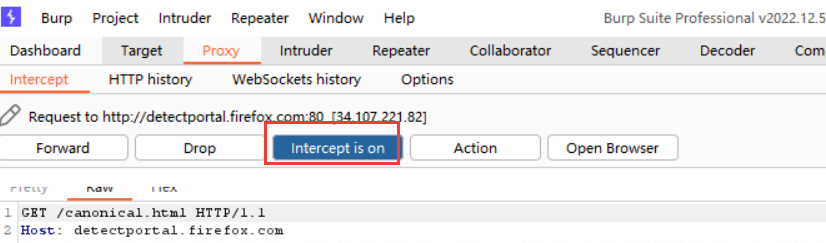 Burp Project Intruder Repeater Window Help Burp Suite Professional v2022.12.5
Dashboard Target Proxy Intruder Repeater Collaborator Sequencer Decoder Com
Intercept HTTP history WebSockets history Options
Request to http://detectportal.firefox.com:80 [34.107.221.82]
Forward Drop Intercept is on Action Open Browser
Pretty Raw Hex
1 GET /canonical.html HTTP/1.1
2 Host: detectportal.firefox.com